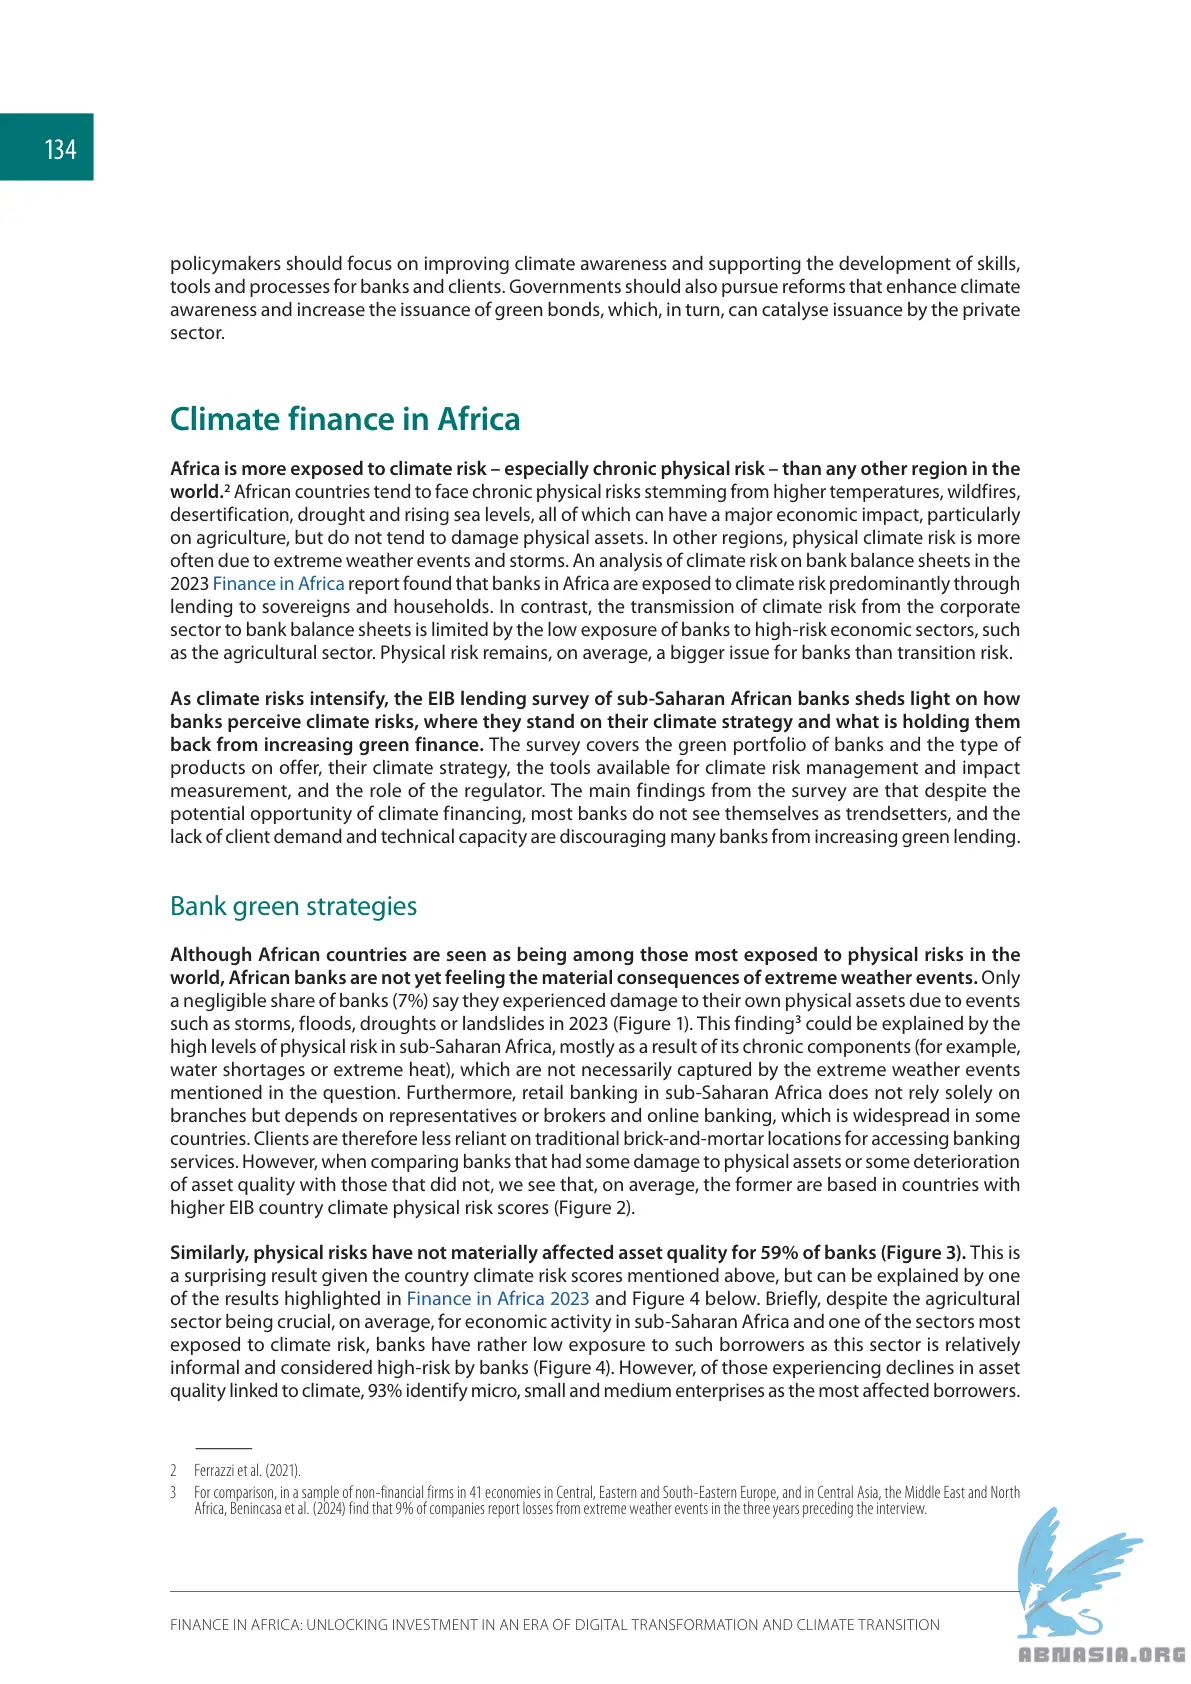 134
policymakers should focus on improving climate awareness and supporting the development of skills,
tools and processes for banks and clients. Governments should also pursue reforms that enhance climate
awareness and increase the issuance of green bonds, which, in turn, can catalyse issuance by the private
sector.
Climate finance in Africa
Africa is more exposed to climate risk – especially chronic physical risk – than any other region in the
world.² African countries tend to face chronic physical risks stemming from higher temperatures, wildfires,
desertification, drought and rising sea levels, all of which can have a major economic impact, particularly
on agriculture, but do not tend to damage physical assets. In other regions, physical climate risk is more
often due to extreme weather events and storms. An analysis of climate risk on bank balance sheets in the
2023 Finance in Africa report found that banks in Africa are exposed to climate risk predominantly through
lending to sovereigns and households. In contrast, the transmission of climate risk from the corporate
sector to bank balance sheets is limited by the low exposure of banks to high-risk economic sectors, such
as the agricultural sector. Physical risk remains, on average, a bigger issue for banks than transition risk.
As climate risks intensify, the EIB lending survey of sub-Saharan African banks sheds light on how
banks perceive climate risks, where they stand on their climate strategy and what is holding them
back from increasing green finance. The survey covers the green portfolio of banks and the type of
products on offer, their climate strategy, the tools available for climate risk management and impact
measurement, and the role of the regulator. The main findings from the survey are that despite the
potential opportunity of climate financing, most banks do not see themselves as trendsetters, and the
lack of client demand and technical capacity are discouraging many banks from increasing green lending.
Bank green strategies
Although African countries are seen as being among those most exposed to physical risks in the
world, African banks are not yet feeling the material consequences of extreme weather events. Only
a negligible share of banks (7%) say they experienced damage to their own physical assets due to events
such as storms, floods, droughts or landslides in 2023 (Figure 1). This finding³ could be explained by the
high levels of physical risk in sub-Saharan Africa, mostly as a result of its chronic components (for example,
water shortages or extreme heat), which are not necessarily captured by the extreme weather events
mentioned in the question. Furthermore, retail banking in sub-Saharan Africa does not rely solely on
branches but depends on representatives or brokers and online banking, which is widespread in some
countries. Clients are therefore less reliant on traditional brick-and-mortar locations for accessing banking
services. However, when comparing banks that had some damage to physical assets or some deterioration
of asset quality with those that did not, we see that, on average, the former are based in countries with
higher EIB country climate physical risk scores (Figure 2).
Similarly, physical risks have not materially affected asset quality for 59% of banks (Figure 3). This is
a surprising result given the country climate risk scores mentioned above, but can be explained by one
of the results highlighted in Finance in Africa 2023 and Figure 4 below. Briefly, despite the agricultural
sector being crucial, on average, for economic activity in sub-Saharan Africa and one of the sectors most
exposed to climate risk, banks have rather low exposure to such borrowers as this sector is relatively
informal and considered high-risk by banks (Figure 4). However, of those experiencing declines in asset
quality linked to climate, 93% identify micro, small and medium enterprises as the most affected borrowers.
2 Ferrazzi et al. (2021).
3 For comparison, in a sample of non-financial firms in 41 economies in Central, Eastern and South-Eastern Europe, and in Central Asia, the Middle East and North
Africa, Benincasa et al. (2024) find that 9% of companies report losses from extreme weather events in the three years preceding the interview.
FINANCE IN AFRICA: UNLOCKING INVESTMENT IN AN ERA OF DIGITAL TRANSFORMATION AND CLIMATE TRANSITION
ABNASIA.ORG